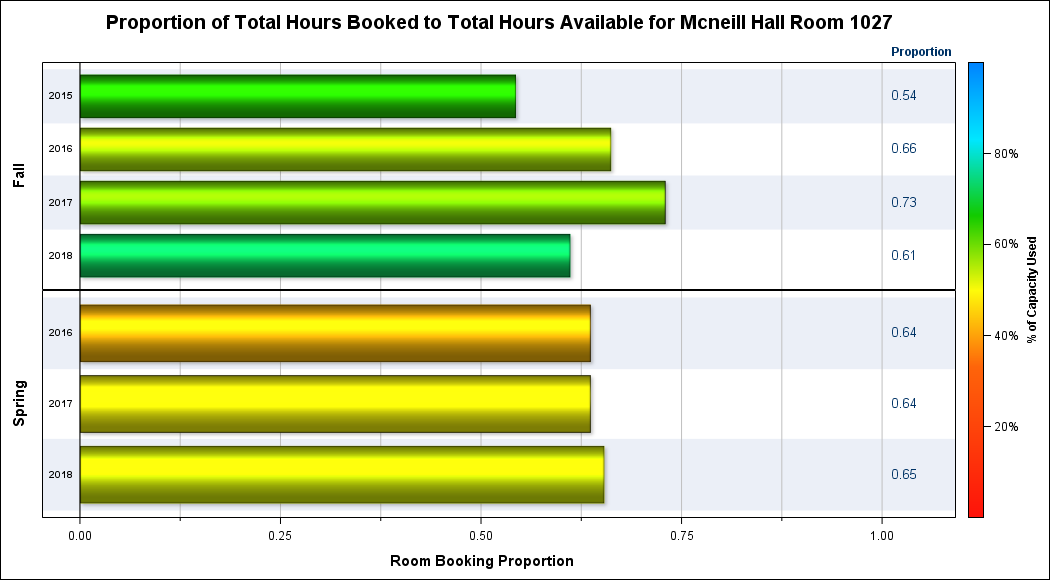 Proportion of Total Hours Booked to Total Hours Available for Mcneill Hall Room 1027
Proportion
Fall
2015 0.54
2016 0.66
2017 0.73
2018 0.61
Spring
2016 0.64
2017 0.64
2018 0.65
0.00 0.25 0.50 0.75 1.00
Room Booking Proportion
80%
60%
40%
20%
% of Capacity Used